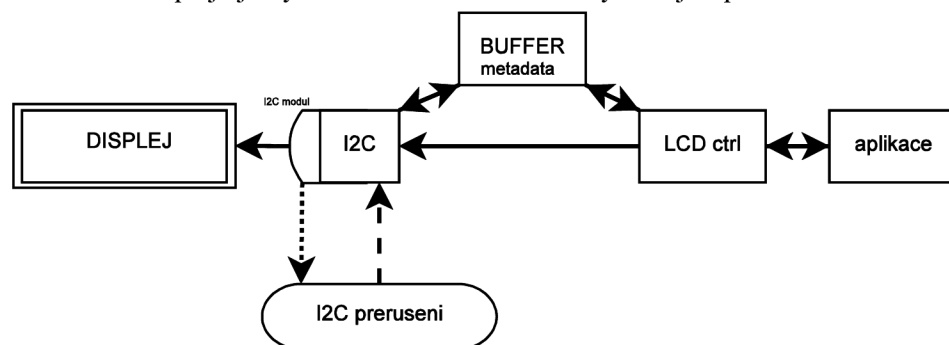 BUFFER
metadata
I2C modul
DISPLEJ
I2C
LCD ctrl
aplikace
I2C preruseni